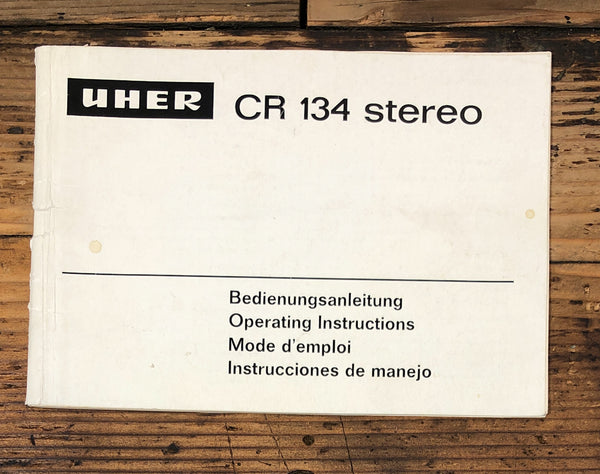 UHER CR 134 stereo
Bedienungsanleitung
Operating Instructions
Mode d'emploi
Instrucciones de manejo